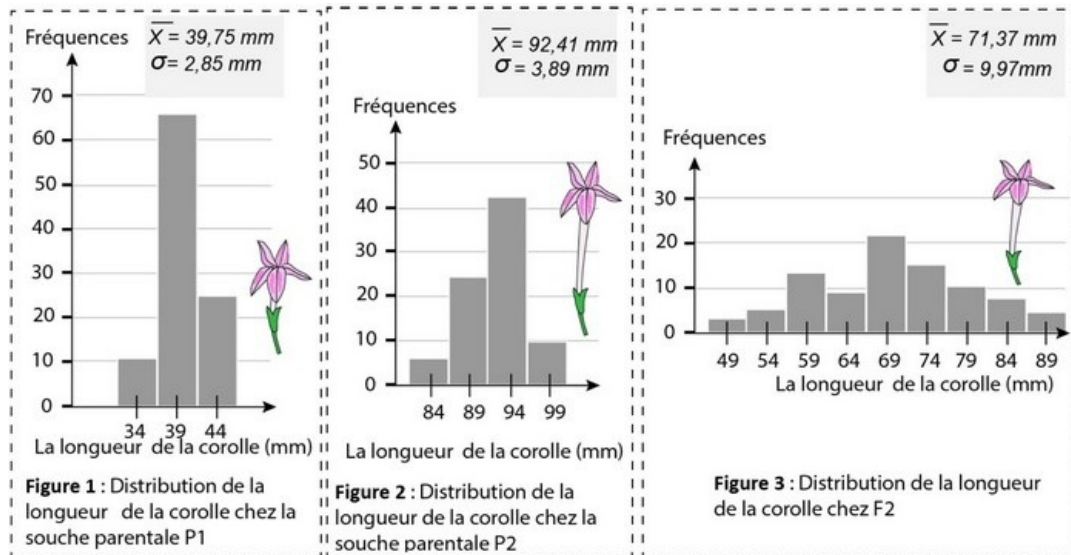 Fréquences
X = 39,75 mm
σ = 2,85 mm
70
60
50
40
30
20
10
0
34
39
44
La longueur de la corolle (mm)
Figure 1 : Distribution de la
longueur de la corolle chez la
souche parentale P1
X = 92,41 mm
σ = 3,89 mm
Fréquences
50
40
30
20
10
0
84
89
94
99
La longueur de la corolle (mm)
Figure 2 : Distribution de la
longueur de la corolle chez la
souche parentale P2
X = 71,37 mm
σ = 9,97mm
Fréquences
30
20
10
0
49
54
59
64
69
74
79
84
89
La longueur de la corolle (mm)
Figure 3 : Distribution de la longueur
de la corolle chez F2